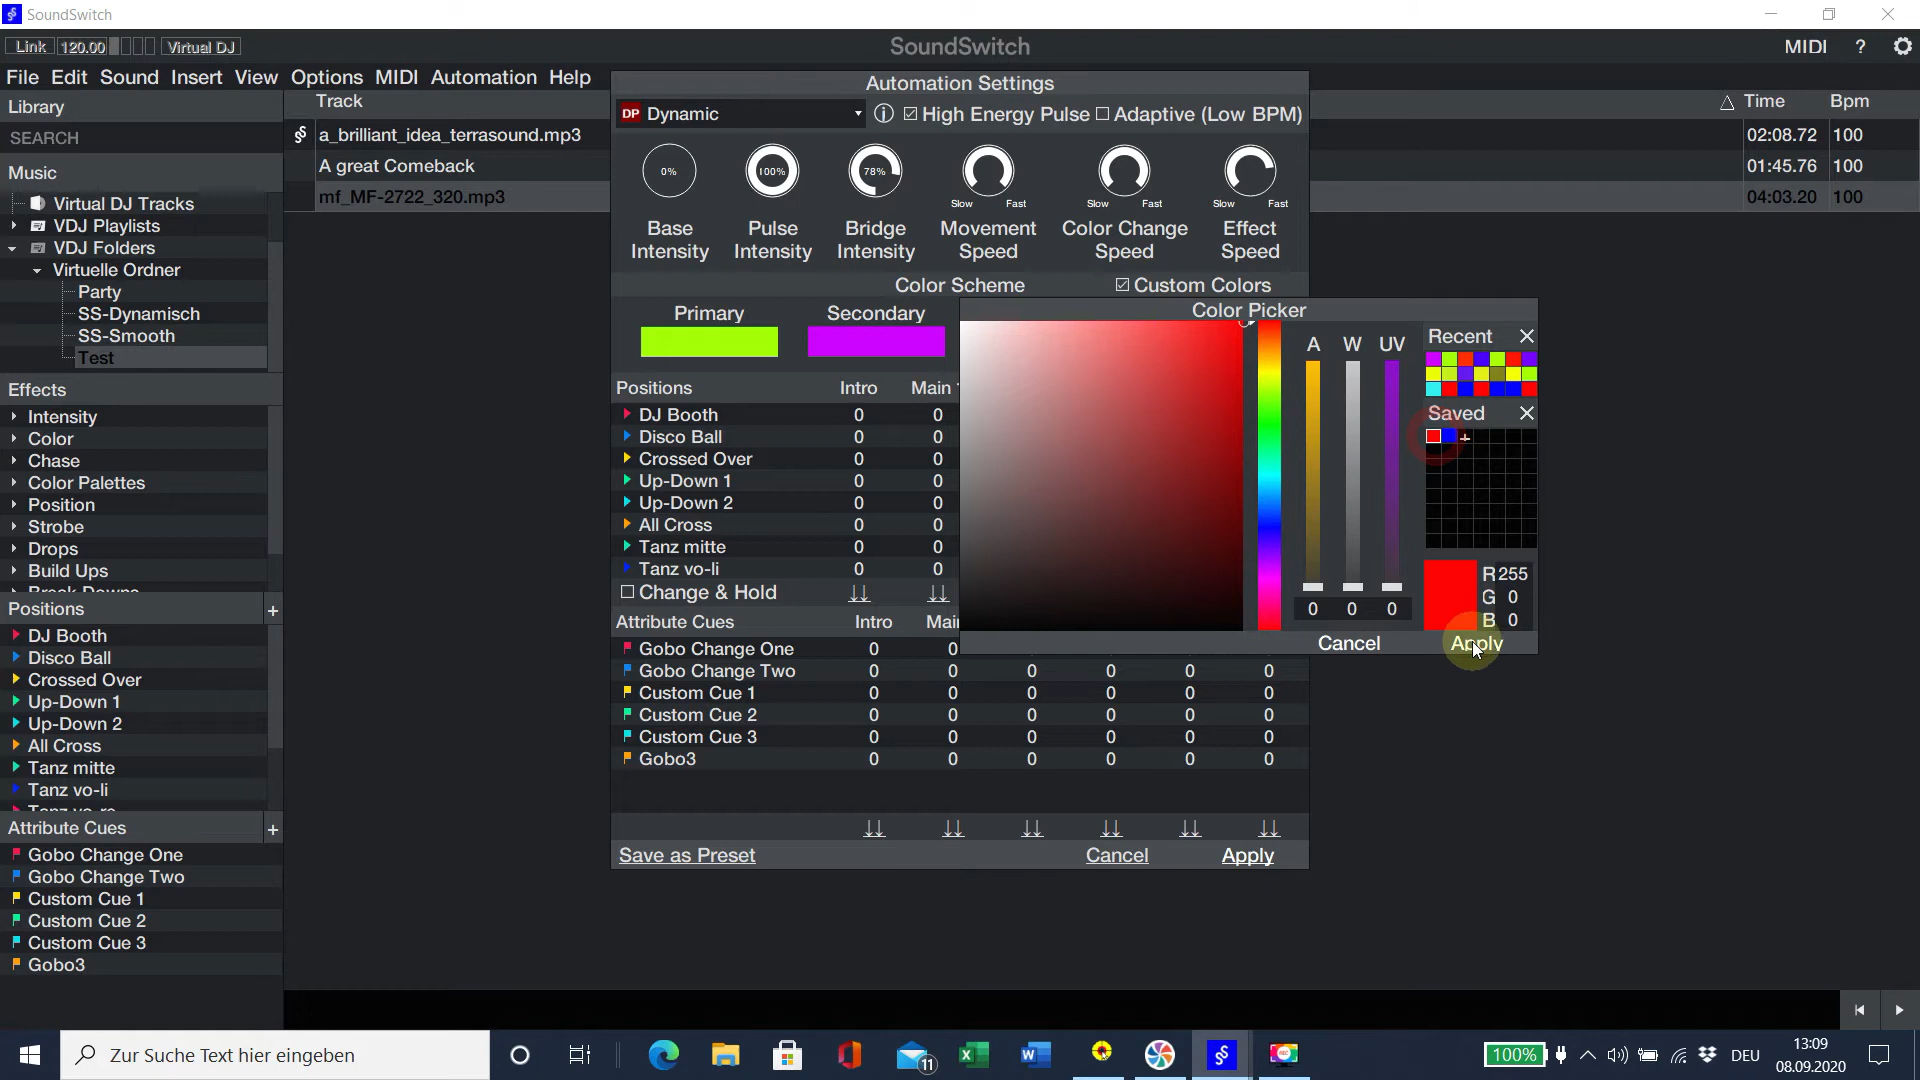 SoundSwitch
Link 120.00 Virtual DJ
SoundSwitch
MIDI ?
File Edit Sound Insert View Options MIDI Automation Help
Library
SEARCH
Music
Virtual DJ Tracks
VDJ Playlists
VDJ Folders
Virtuelle Ordner
Party
SS-Dynamisch
SS-Smooth
Test
Effects
Intensity
Color
Chase
Color Palettes
Position
Strobe
Drops
Build Ups
Break Downs
Positions +
DJ Booth
Disco Ball
Crossed Over
Up-Down 1
Up-Down 2
All Cross
Tanz mitte
Tanz vo-li
Tanz vo-re
Attribute Cues +
Gobo Change One
Gobo Change Two
Custom Cue 1
Custom Cue 2
Custom Cue 3
Gobo3
Track Time Bpm
a_brilliant_idea_terrasound.mp3 02:08.72 100
A great Comeback 01:45.76 100
mf_MF-2722_320.mp3 04:03.20 100
Automation Settings
DP Dynamic High Energy Pulse Adaptive (Low BPM)
0% 100% 78%
Slow Fast Slow Fast Slow Fast
Base Intensity Pulse Intensity Bridge Intensity Movement Speed Color Change Speed Effect Speed
Color Scheme Custom Colors
Primary Secondary
Positions Intro Main
DJ Booth 0 0
Disco Ball 0 0
Crossed Over 0 0
Up-Down 1 0 0
Up-Down 2 0 0
All Cross 0 0
Tanz mitte 0 0
Tanz vo-li 0 0
Change & Hold
Attribute Cues Intro Mai
Gobo Change One 0 0 0 0 0 0
Gobo Change Two 0 0 0 0 0 0
Custom Cue 1 0 0 0 0 0 0
Custom Cue 2 0 0 0 0 0 0
Custom Cue 3 0 0 0 0 0 0
Gobo3 0 0 0 0 0 0
Save as Preset Cancel Apply
Color Picker
A W UV
Recent
Saved
R 255
G 0
B 0
0 0 0
Cancel Apply
Zur Suche Text hier eingeben
11
100%
DEU
13:09
08.09.2020